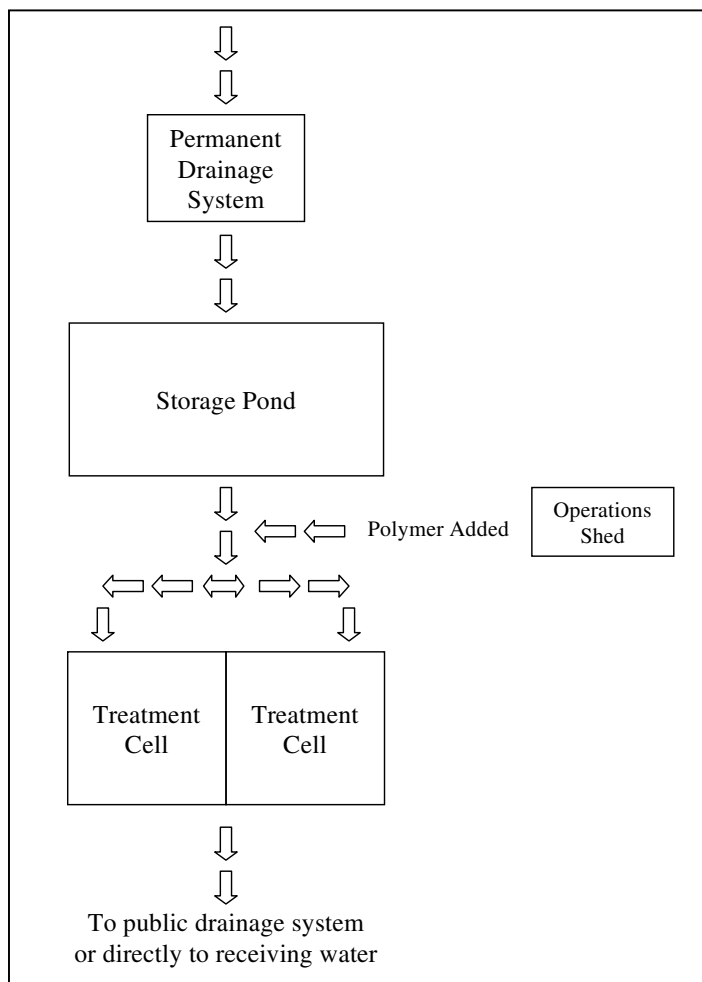 Permanent
Drainage
System
Storage Pond
Polymer Added
Operations
Shed
Treatment
Cell
Treatment
Cell
To public drainage system
or directly to receiving water